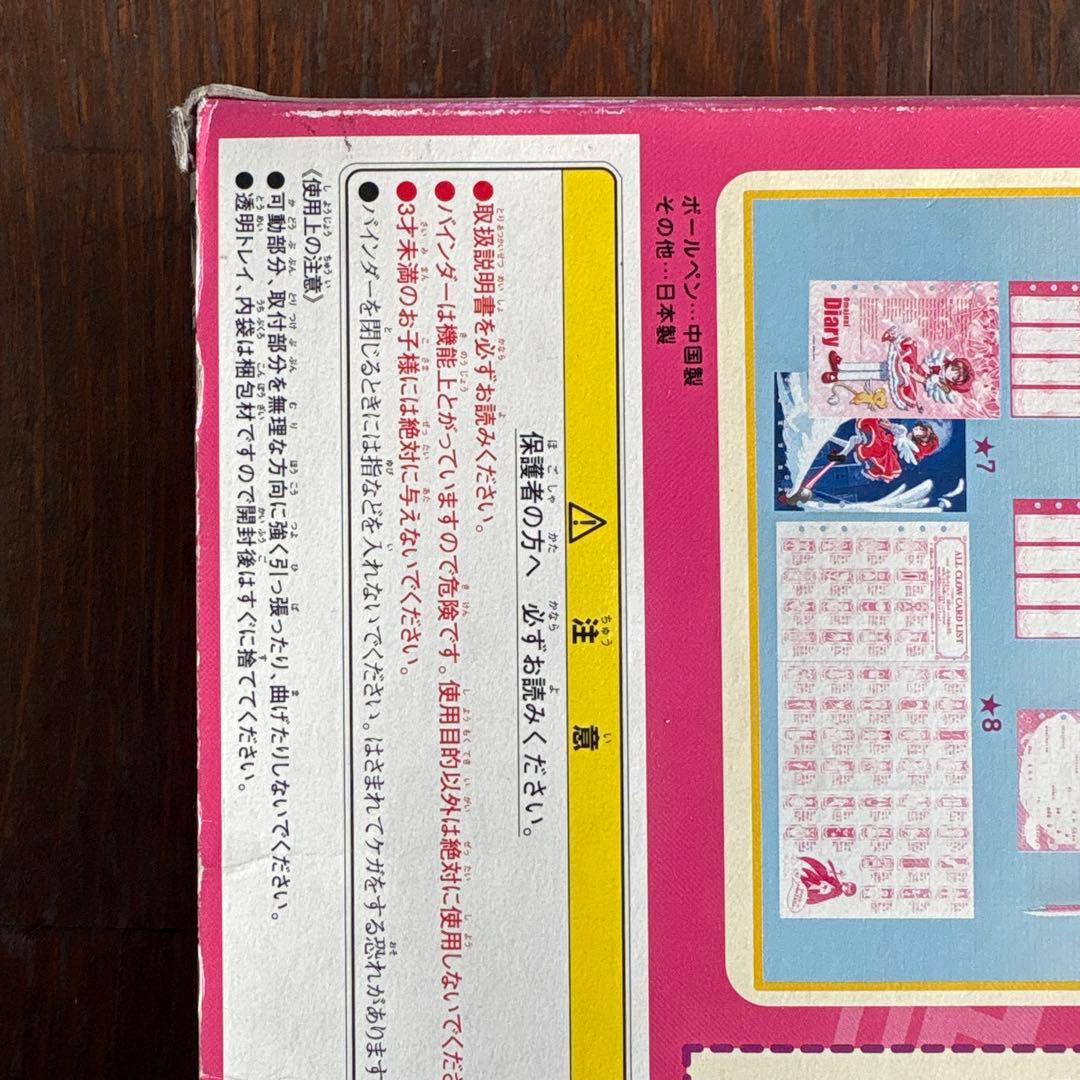 Omajinai
Diary
★7
ALL CLOW CARD LIST
★8
ボールペン…中国製
その他…日本製
注意
保護者の方へ 必ずお読みください。
●取扱説明書を必ずお読みください。
●バインダーは機能上とがっていますので危険です。使用目的以外は絶対に使用しないでくださ
●3才未満のお子様には絶対に与えないでください。
●バインダーを閉じるときには指などを入れないでください。はさまれてケガをする恐れがあります
《使用上の注意》
●可動部分、取付部分を無理な方向に強く引っ張ったり、曲げたりしないでください。
●透明トレイ、内袋は梱包材ですので開封後はすぐに捨ててください。